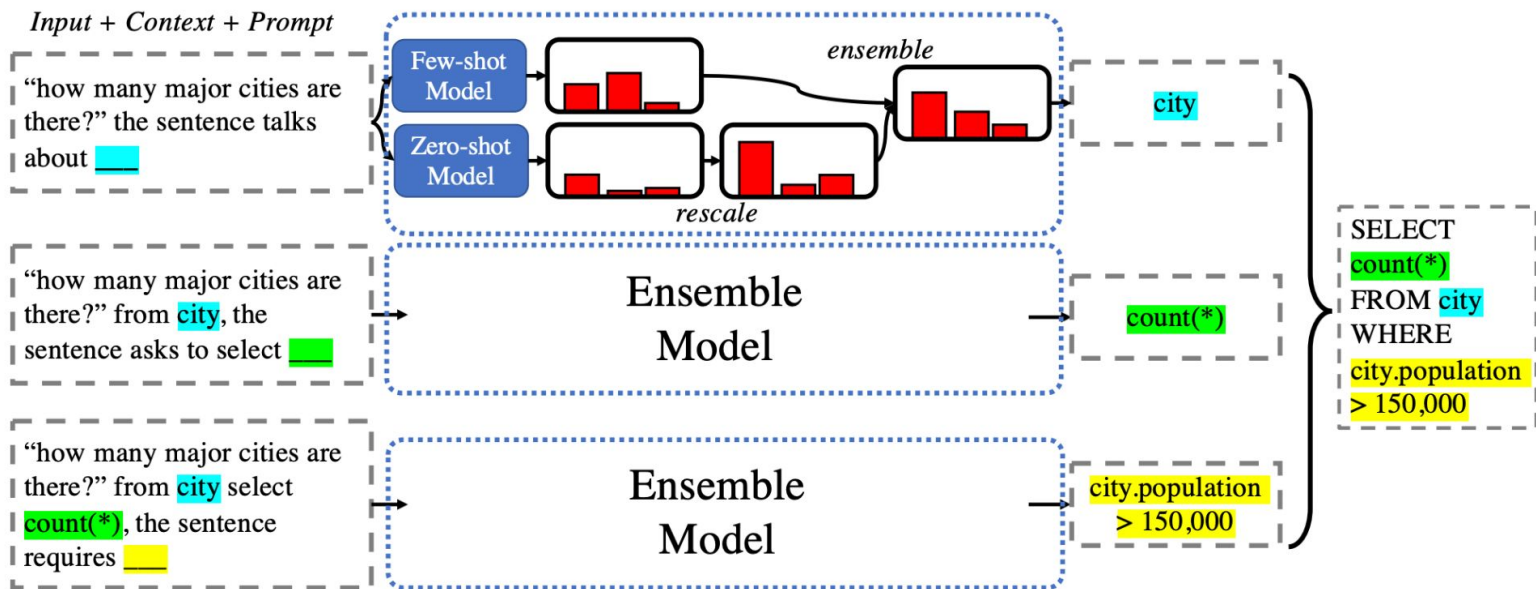 Input + Context + Prompt
“how many major cities are
there?” the sentence talks
about ___
Few-shot
Model
Zero-shot
Model
ensemble
rescale
city
“how many major cities are
there?” from city, the
sentence asks to select ___
Ensemble
Model
count(*)
“how many major cities are
there?” from city select
count(*), the sentence
requires ___
Ensemble
Model
city.population
> 150,000
SELECT
count(*)
FROM city
WHERE
city.population
> 150,000